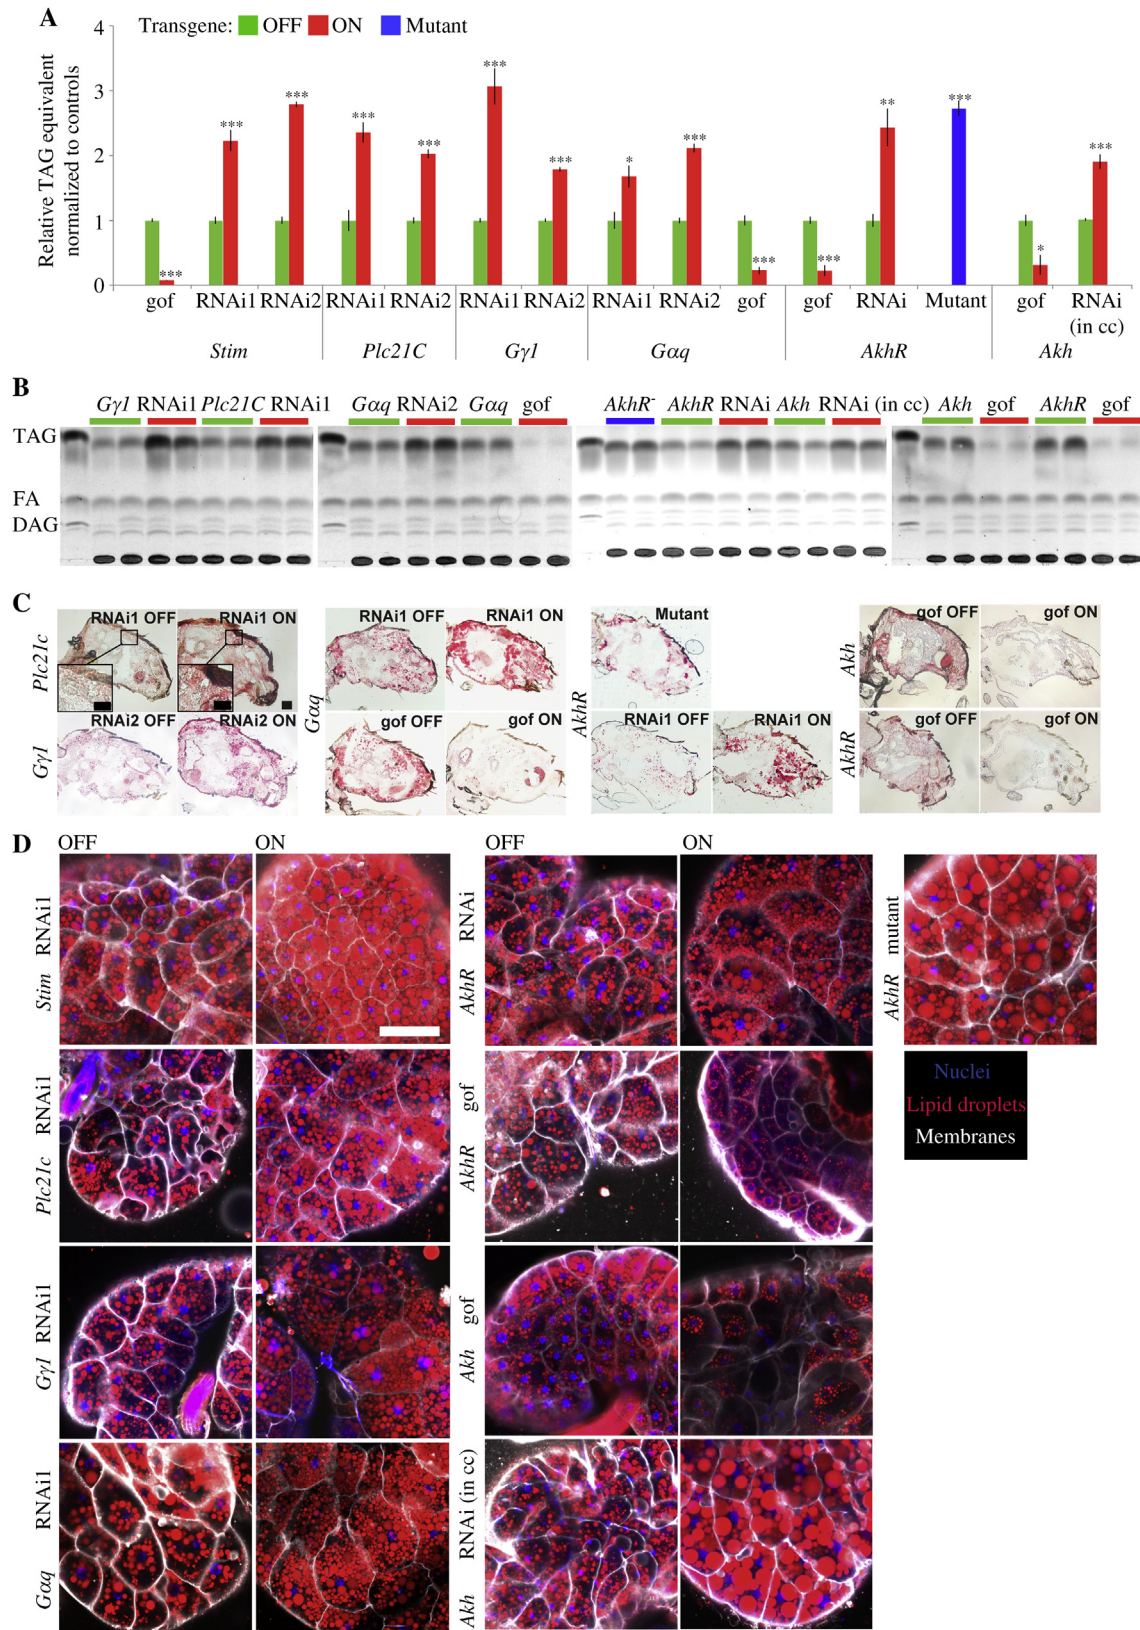 A
Transgene: OFF ON Mutant
Relative TAG equivalent
normalized to controls
4
3
2
1
0
*** *** *** *** *** *** *** * *** *** *** ** *** * ***
gof RNAi1 RNAi2 RNAi1 RNAi2 RNAi1 RNAi2 RNAi1 RNAi2 gof gof RNAi Mutant gof RNAi
(in cc)
Stim Plc21C Gγ1 Gαq AkhR Akh
B
Gγ1 RNAi1 Plc21C RNAi1 Gαq RNAi2 Gαq gof AkhR- AkhR RNAi Akh RNAi (in cc) Akh gof AkhR gof
TAG
FA
DAG
C
Plc21c
RNAi1 OFF RNAi1 ON
Gγ1
RNAi2 OFF RNAi2 ON
Gαq
RNAi1 OFF RNAi1 ON
gof OFF gof ON
AkhR
Mutant
RNAi1 OFF RNAi1 ON
Akh
gof OFF gof ON
AkhR
gof OFF gof ON
D
OFF ON OFF ON
Stim RNAi1
AkhR RNAi
AkhR mutant
Plc21c RNAi1
AkhR gof
Nuclei
Lipid droplets
Membranes
Gγ1 RNAi1
Akh gof
Gαq RNAi1
Akh RNAi (in cc)